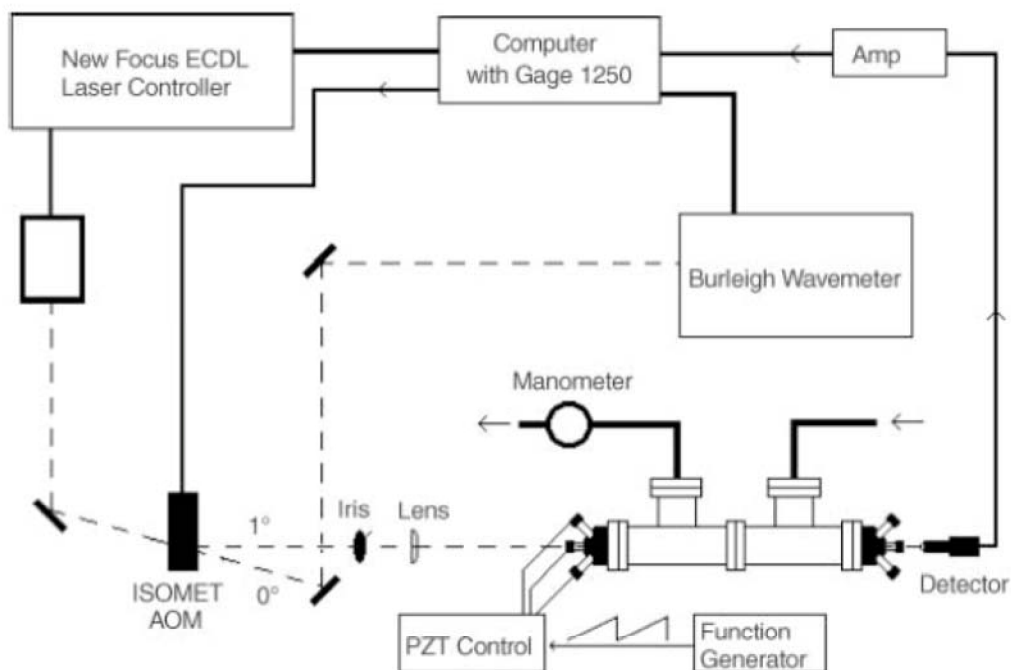 New Focus ECDL
Laser Controller
Computer
with Gage 1250
Amp
Burleigh Wavemeter
Manometer
1°
Iris
Lens
0°
ISOMET
AOM
Detector
PZT Control
Function
Generator